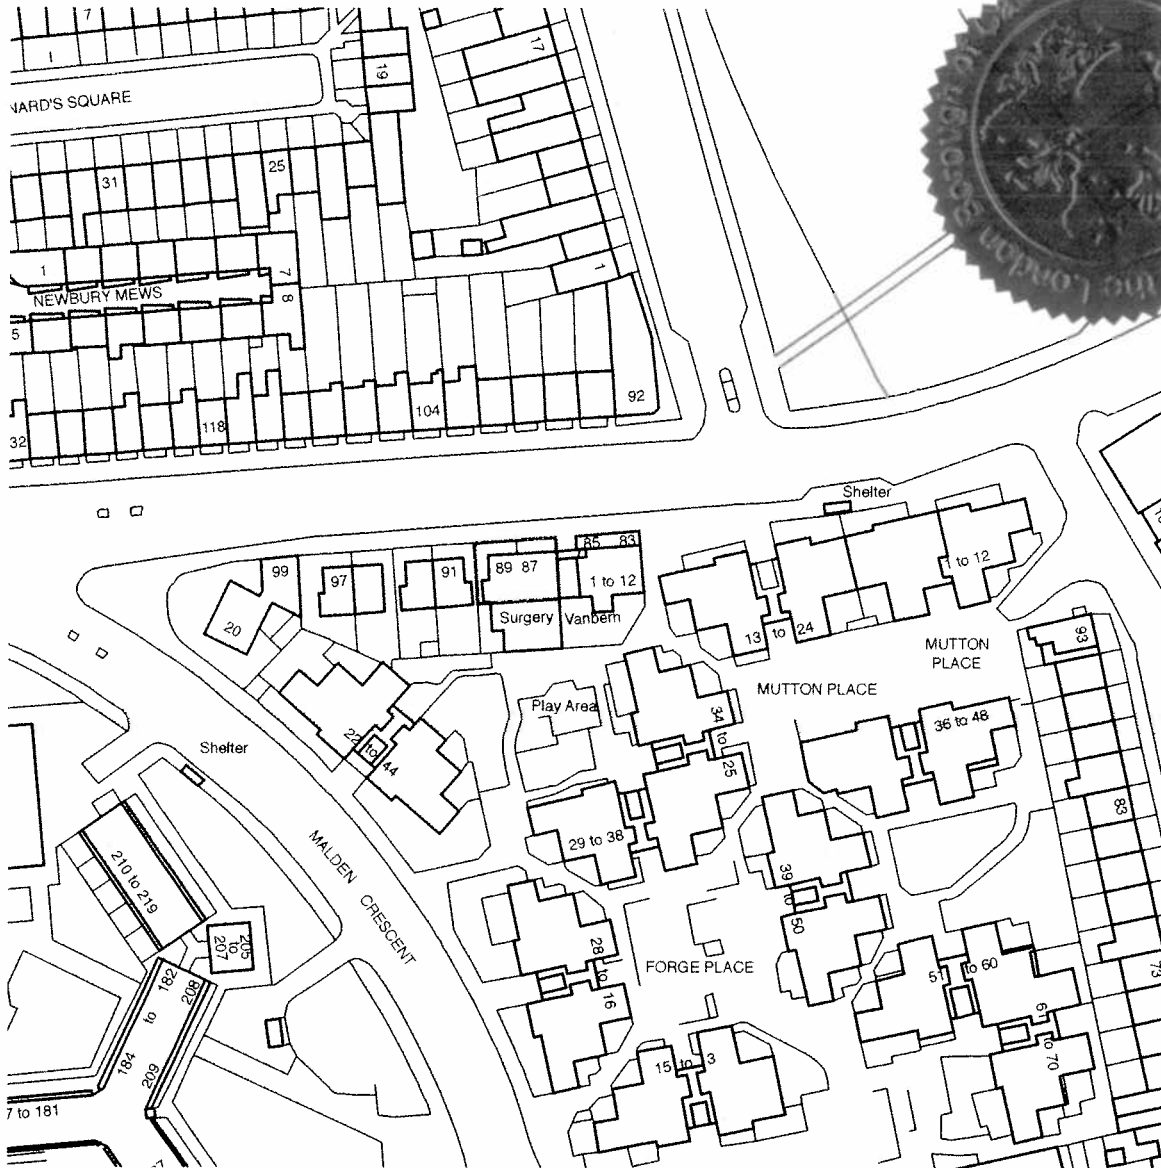 7
17
19
NARD'S SQUARE
31
25
1
7
1
NEWBURY MEWS
8
5
92
104
118
32
Shelter
85 83
99
97
91
89 87
1 to 12
1 to 12
20
Surgery
Vanbern
13 to 24
93
MUTTON PLACE
MUTTON PLACE
Play Area
34 to 25
36 to 48
22 to 44
Shelter
83
29 to 38
MALDEN CRESCENT
210 to 219
39 to 50
205 to 207
28 to 16
FORGE PLACE
51 to 60
73
182 to 184
208
209
61 to 70
15 to 3
7 to 181
London